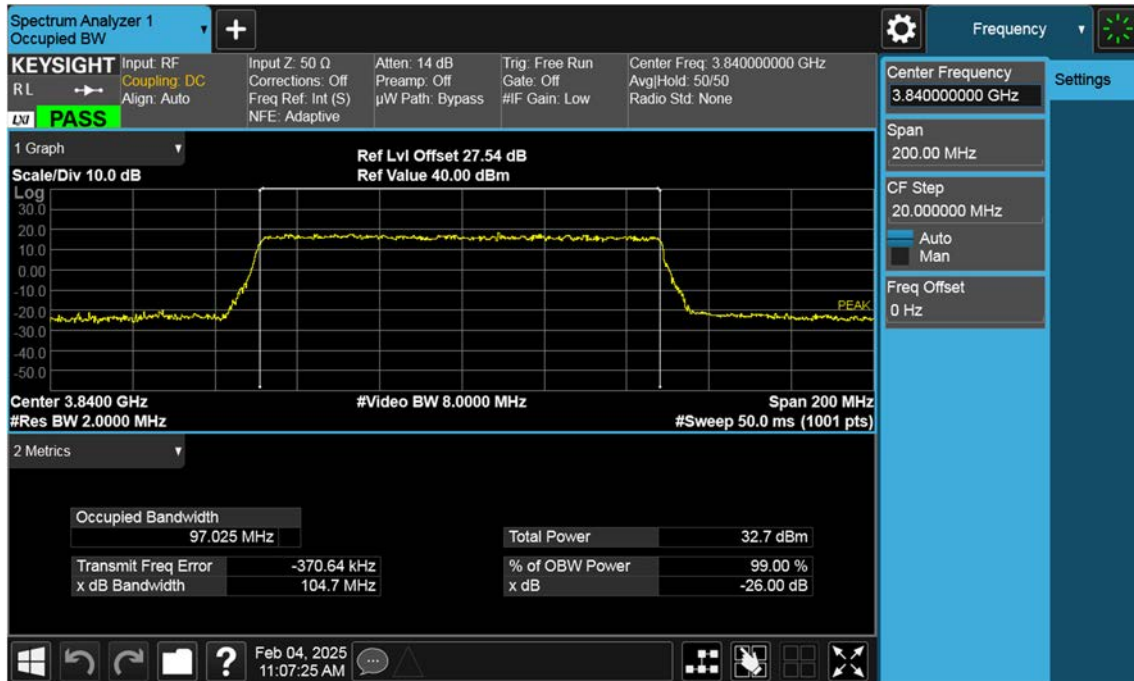 Spectrum Analyzer 1
Occupied BW
+
Frequency
KEYSIGHT
RL
LXI PASS
Input: RF
Coupling: DC
Align: Auto
Input Z: 50 Ω
Corrections: Off
Freq Ref: Int (S)
NFE: Adaptive
Atten: 14 dB
Preamp: Off
µW Path: Bypass
Trig: Free Run
Gate: Off
#IF Gain: Low
Center Freq: 3.840000000 GHz
Avg|Hold: 50/50
Radio Std: None
Center Frequency
3.840000000 GHz
Settings
Span
200.00 MHz
CF Step
20.000000 MHz
Auto
Man
Freq Offset
0 Hz
1 Graph
Scale/Div 10.0 dB
Ref Lvl Offset 27.54 dB
Ref Value 40.00 dBm
Log
30.0
20.0
10.0
0.00
-10.0
-20.0
-30.0
-40.0
-50.0
PEAK
Center 3.8400 GHz
#Video BW 8.0000 MHz
Span 200 MHz
#Res BW 2.0000 MHz
#Sweep 50.0 ms (1001 pts)
2 Metrics
Occupied Bandwidth
97.025 MHz
Total Power 32.7 dBm
Transmit Freq Error -370.64 kHz
% of OBW Power 99.00 %
x dB Bandwidth 104.7 MHz
x dB -26.00 dB
?
Feb 04, 2025
11:07:25 AM